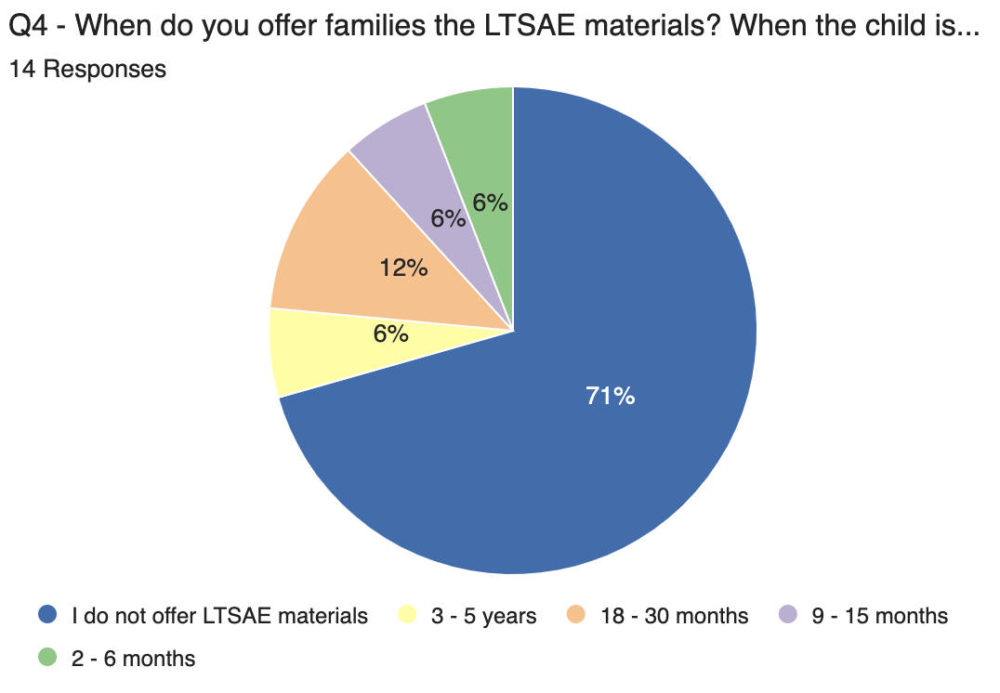 Q4 - When do you offer families the LTSAE materials? When the child is...
14 Responses
6%
6%
12%
6%
71%
I do not offer LTSAE materials
3 - 5 years
18 - 30 months
9 - 15 months
2 - 6 months